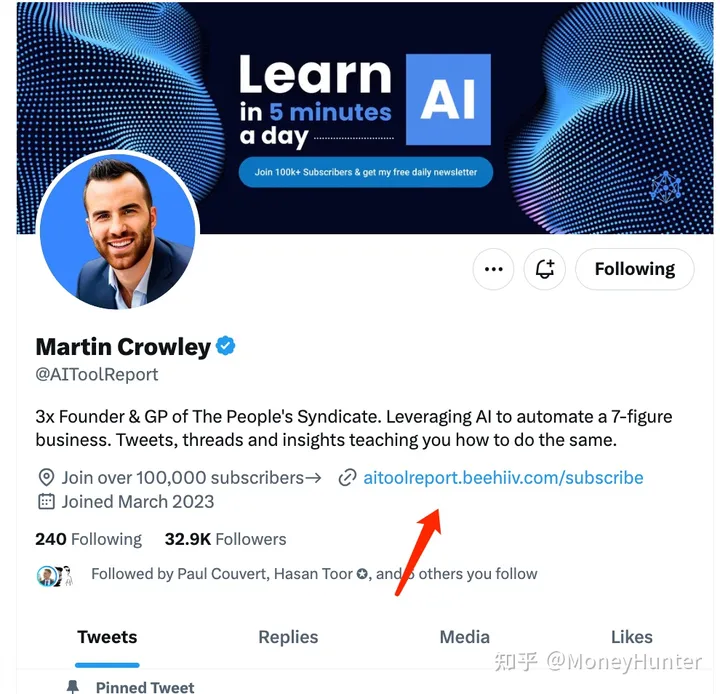 Learn
in 5 minutes
a day
AI
Join 100k+ Subscribers & get my free daily newsletter
Following
Martin Crowley
@AIToolReport
3x Founder & GP of The People's Syndicate. Leveraging AI to automate a 7-figure
business. Tweets, threads and insights teaching you how to do the same.
Join over 100,000 subscribers→ aitoolreport.beehiiv.com/subscribe
Joined March 2023
240 Following 32.9K Followers
Followed by Paul Couvert, Hasan Toor ✪, and others you follow
Tweets Replies Media Likes
知乎 @MoneyHunter
Pinned Tweet